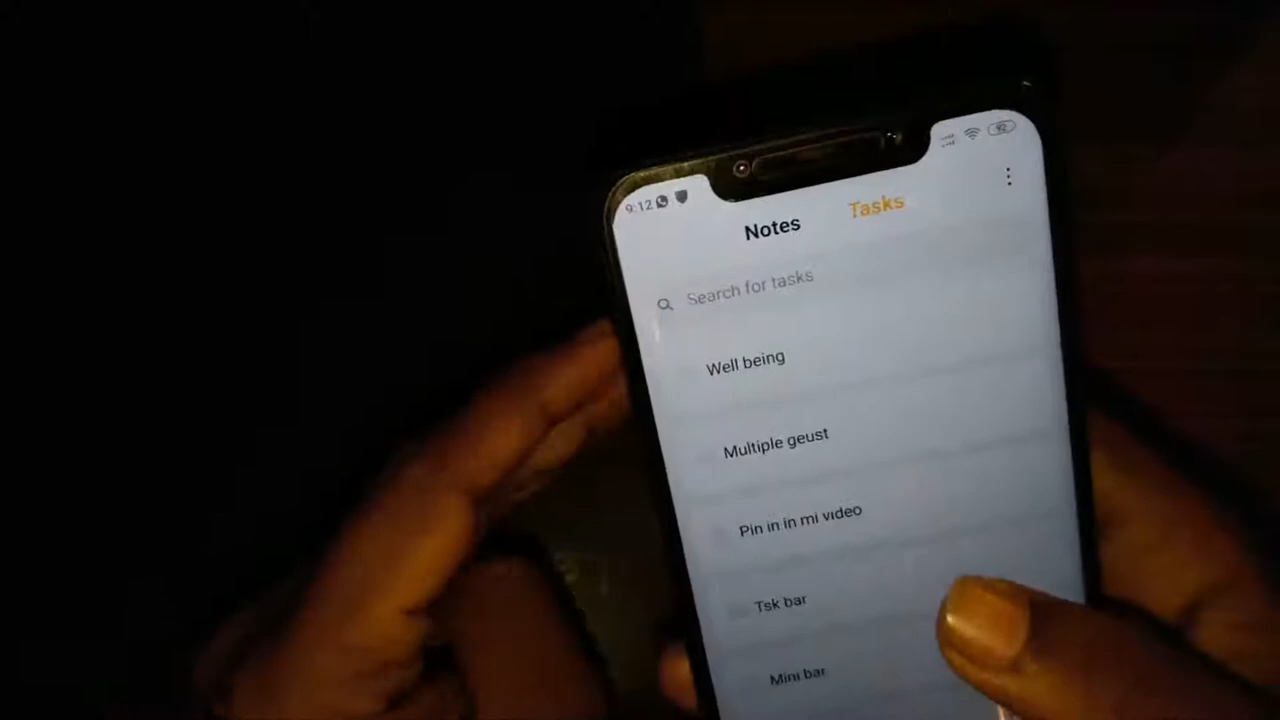 9:12
92
Notes Tasks
Search for tasks
Well being
Multiple geust
Pin in in mi video
Tsk bar
Mini bar